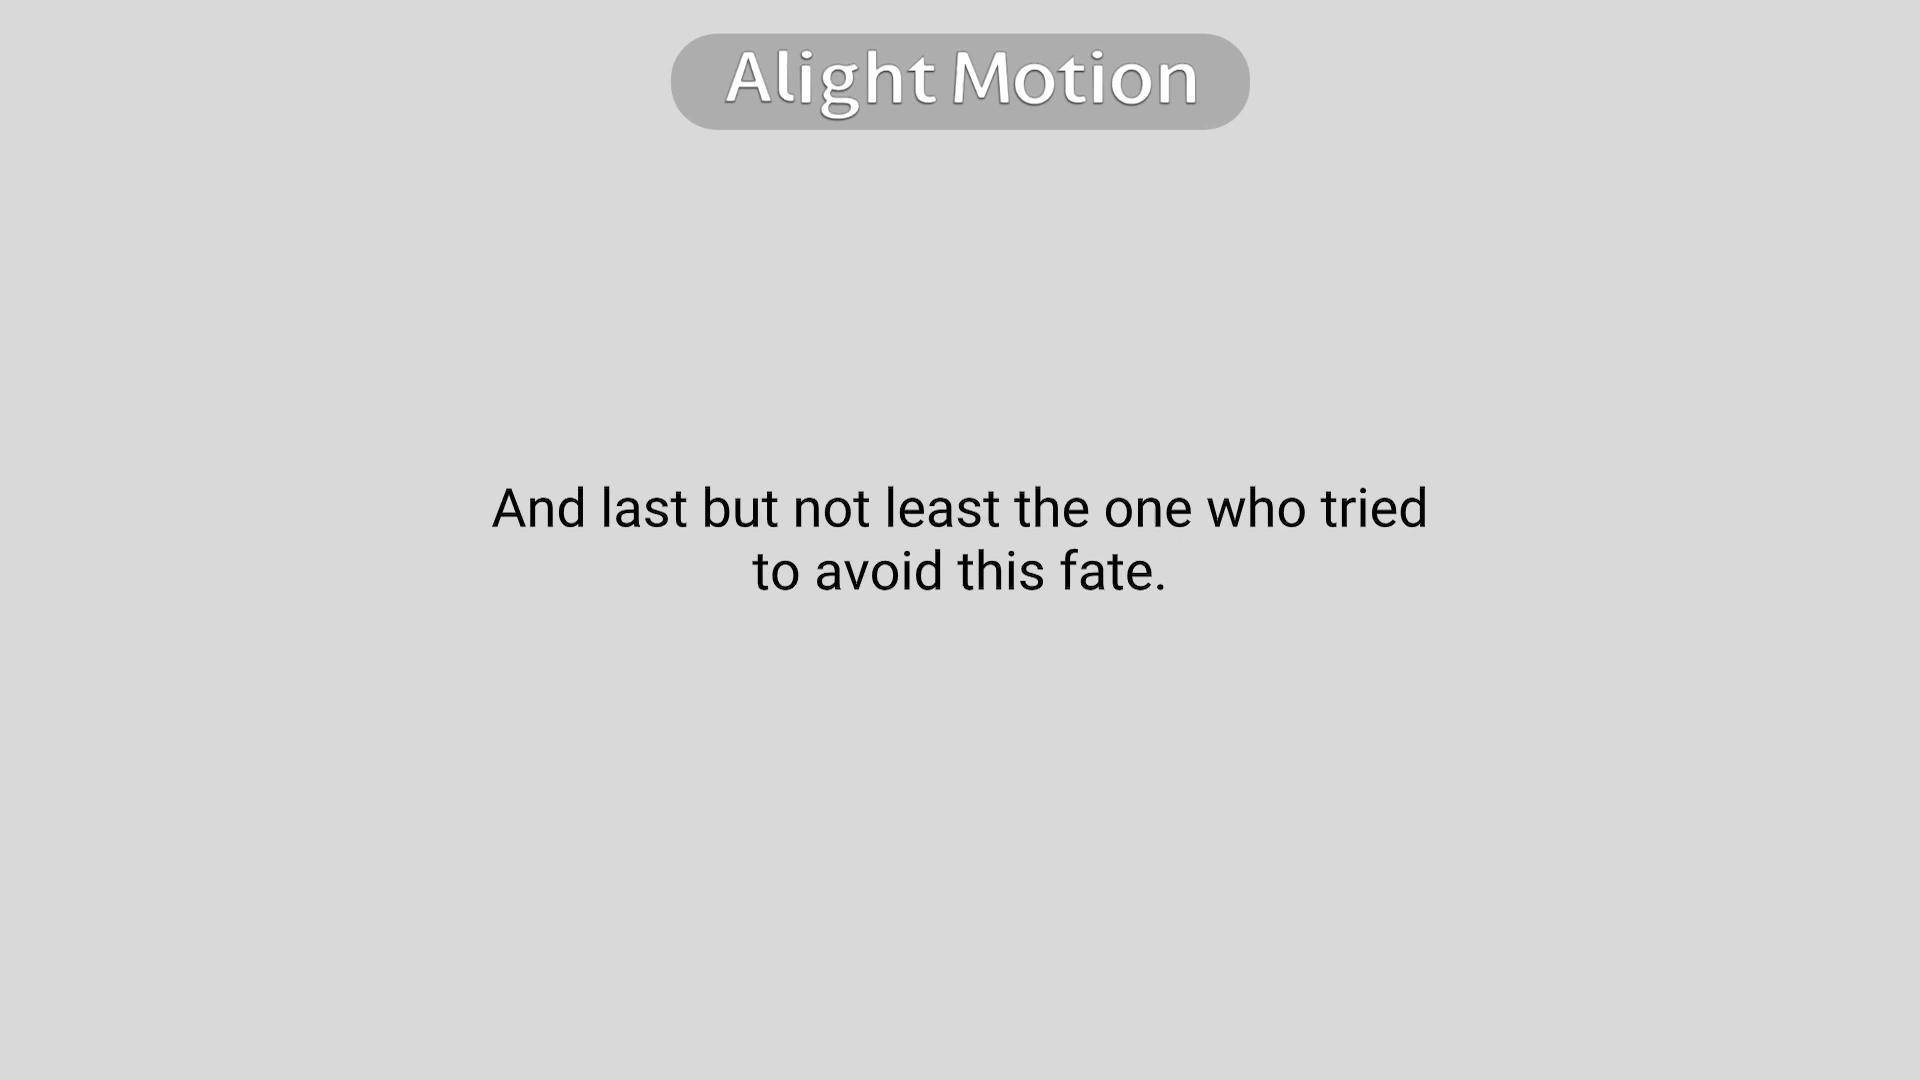 Alight Motion
And last but not least the one who tried
to avoid this fate.